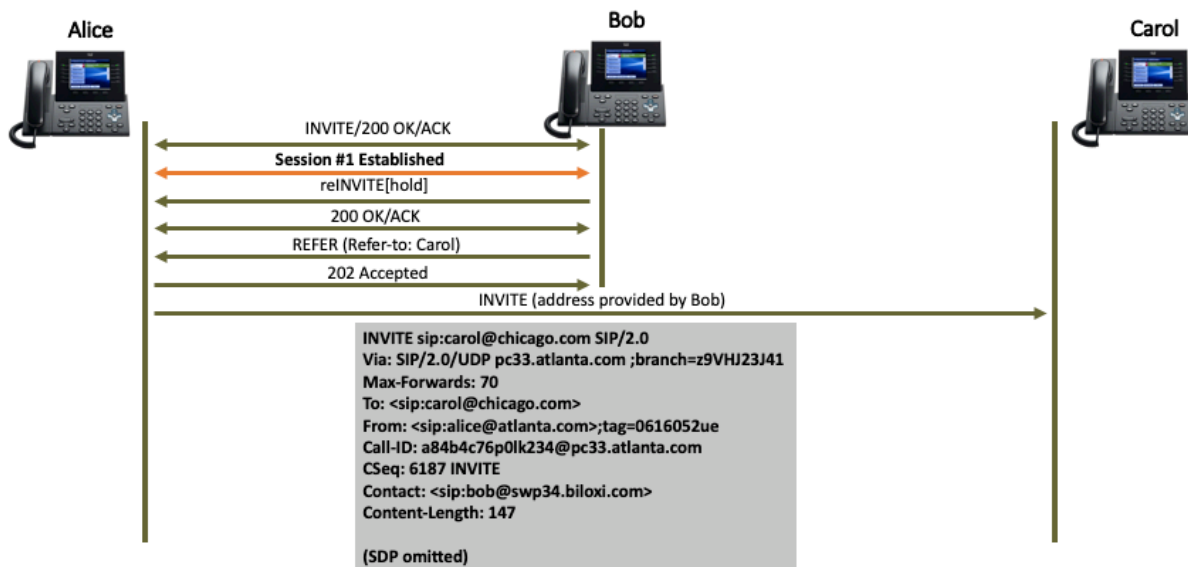 Alice
Bob
Carol
INVITE/200 OK/ACK
Session #1 Established
reINVITE[hold]
200 OK/ACK
REFER (Refer-to: Carol)
202 Accepted
INVITE (address provided by Bob)
INVITE sip:carol@chicago.com SIP/2.0
Via: SIP/2.0/UDP pc33.atlanta.com ;branch=z9VHJ23J41
Max-Forwards: 70
To: <sip:carol@chicago.com>
From: <sip:alice@atlanta.com>;tag=0616052ue
Call-ID: a84b4c76p0lk234@pc33.atlanta.com
CSeq: 6187 INVITE
Contact: <sip:bob@swp34.biloxi.com>
Content-Length: 147
(SDP omitted)